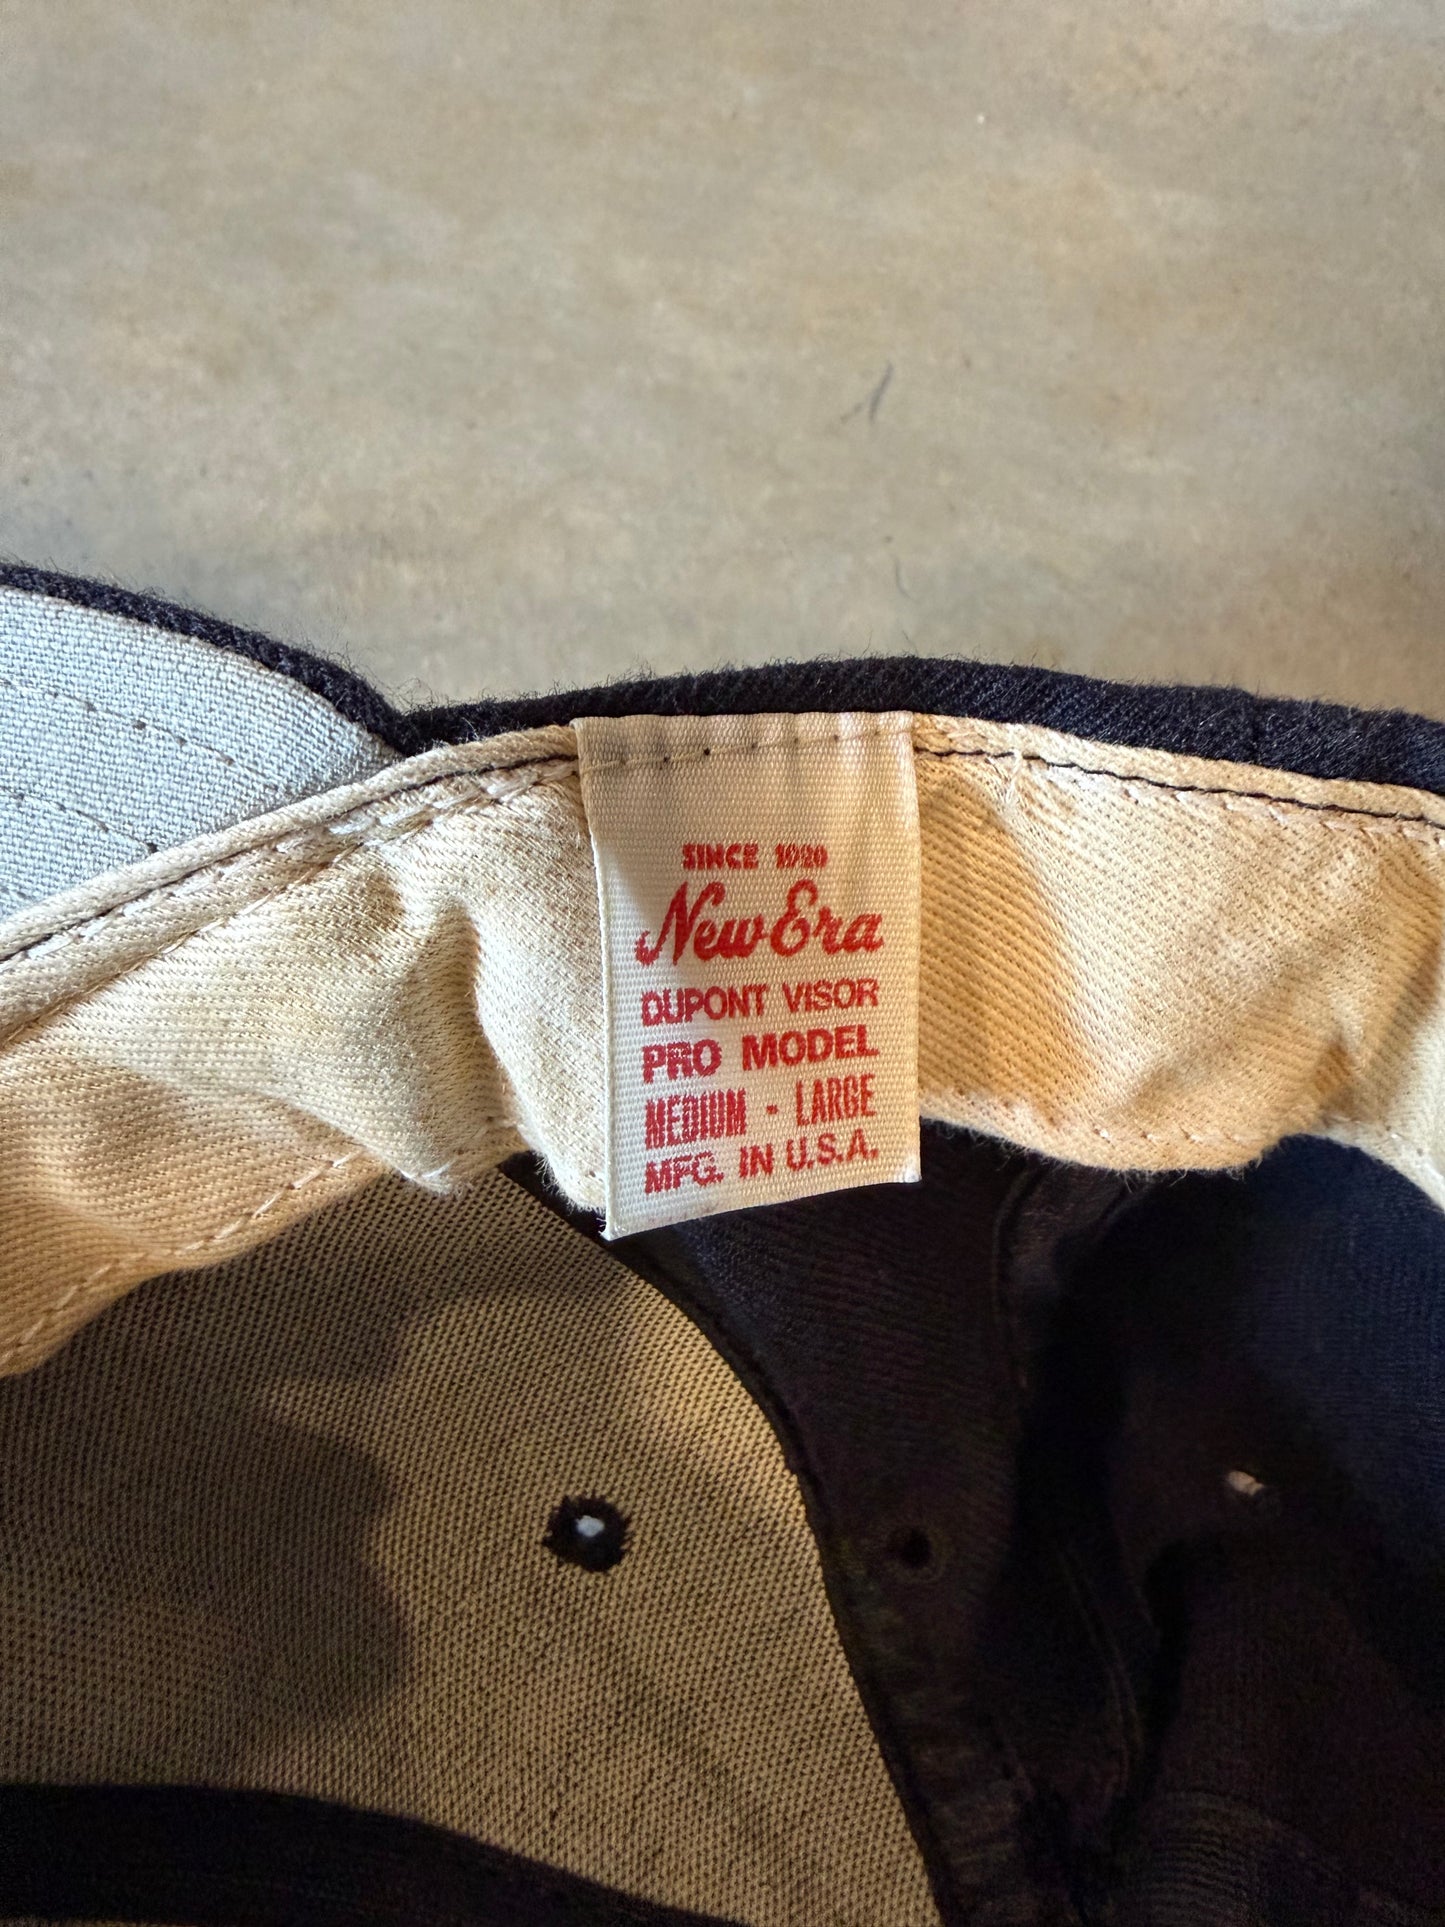 SINCE 1920
New Era
DUPONT VISOR
PRO MODEL
MEDIUM - LARGE
MFG. IN U.S.A.